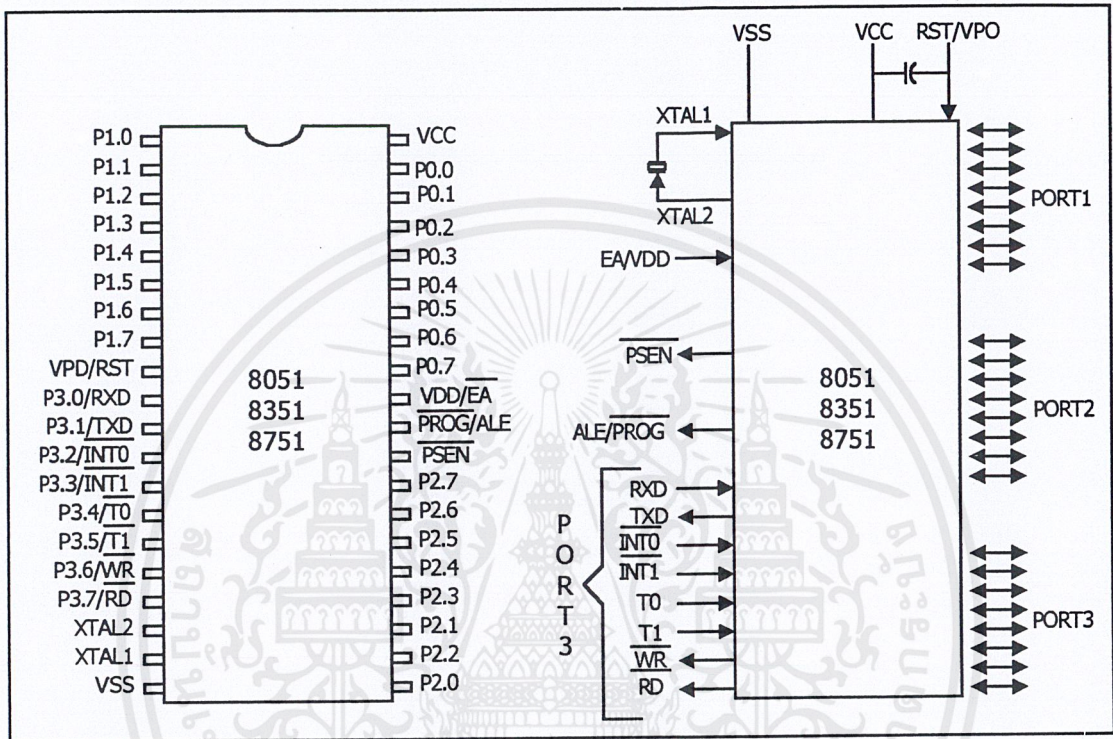 P1.0
P1.1
P1.2
P1.3
P1.4
P1.5
P1.6
P1.7
VPD/RST
P3.0/RXD
P3.1/TXD
P3.2/INT0
P3.3/INT1
P3.4/T0
P3.5/T1
P3.6/WR
P3.7/RD
XTAL2
XTAL1
VSS
8051
8351
8751
VCC
P0.0
P0.1
P0.2
P0.3
P0.4
P0.5
P0.6
P0.7
VDD/EA
PROG/ALE
PSEN
P2.7
P2.6
P2.5
P2.4
P2.3
P2.1
P2.2
P2.0
VSS
VCC
RST/VPO
XTAL1
XTAL2
EA/VDD
PSEN
ALE/PROG
PORT3
RXD
TXD
INT0
INT1
T0
T1
WR
RD
8051
8351
8751
PORT1
PORT2
PORT3